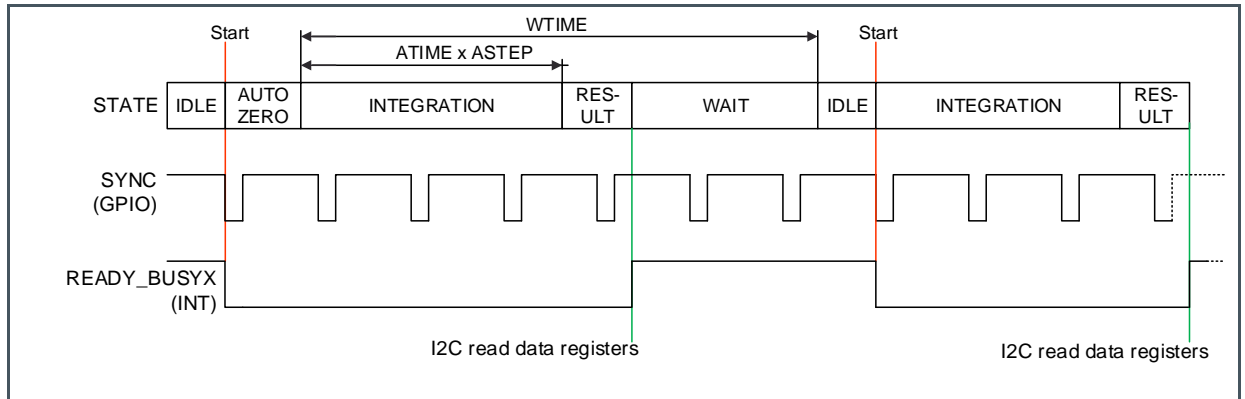 Start
WTIME
Start
ATIME x ASTEP
STATE
IDLE
AUTO
ZERO
INTEGRATION
RES-
ULT
WAIT
IDLE
INTEGRATION
RES-
ULT
SYNC
(GPIO)
READY_BUSYX
(INT)
I2C read data registers
I2C read data registers